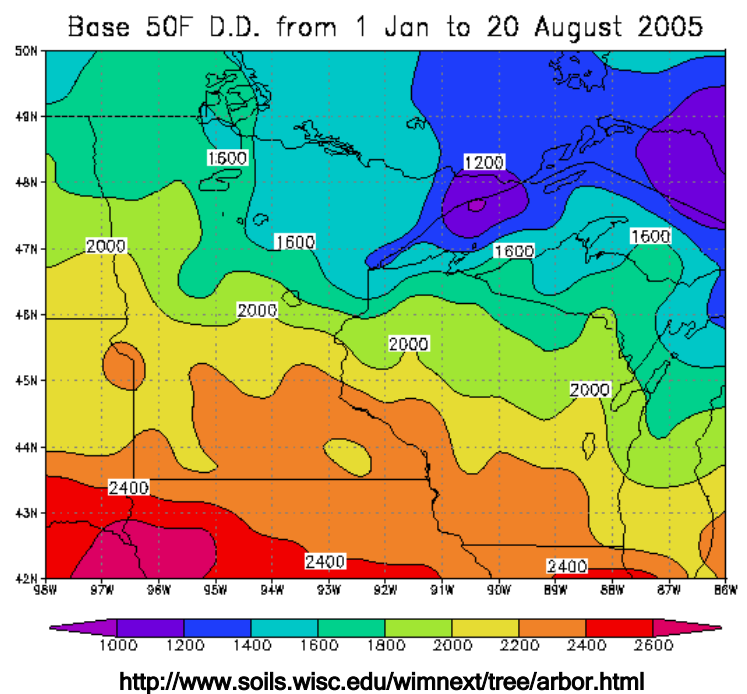 Base 50F D.D. from 1 Jan to 20 August 2005
50N
49N
1600
48N
1200
47N
2000
1600
1600
1600
46N
2000
2000
45N
2000
44N
2400
43N
2400
2400
42N
98W 97W 96W 95W 94W 93W 92W 91W 90W 89W 88W 87W 86W
1000 1200 1400 1600 1800 2000 2200 2400 2600
http://www.soils.wisc.edu/wimnext/tree/arbor.html